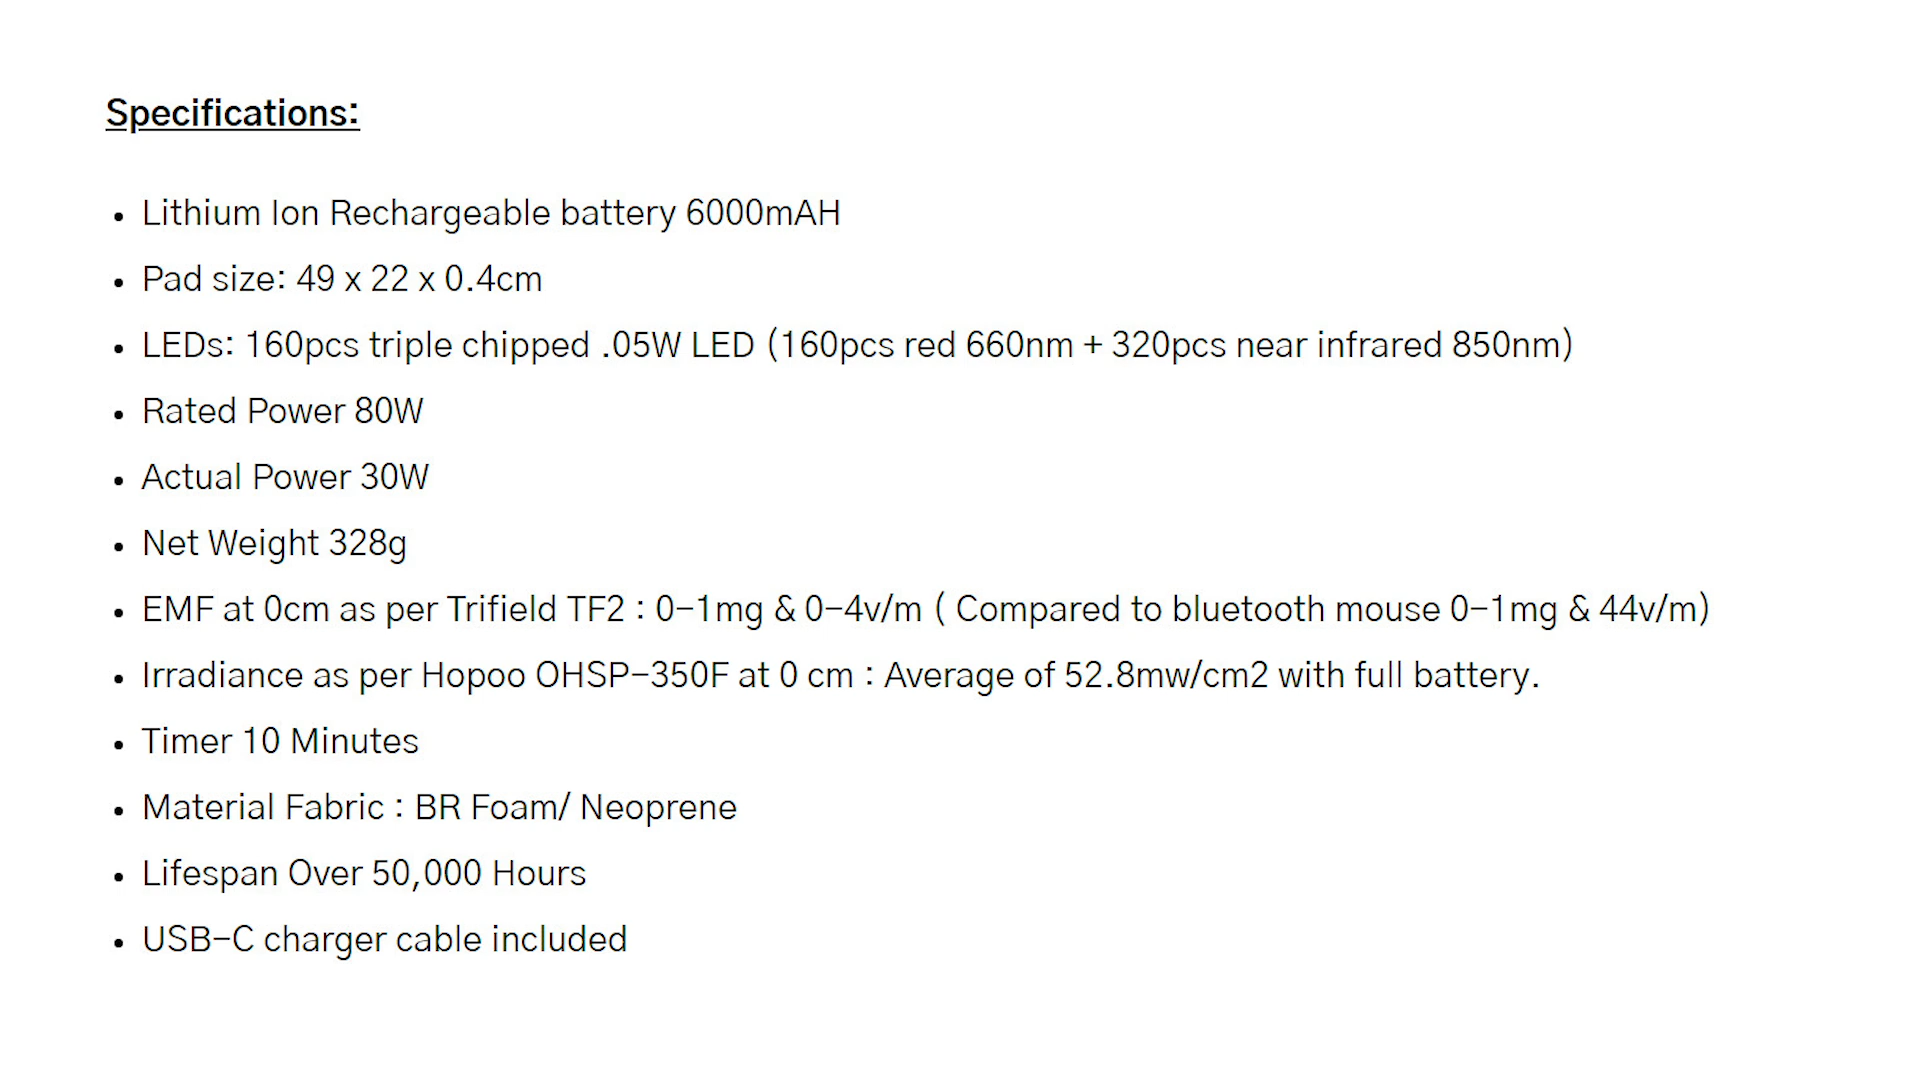 Specifications:
• Lithium Ion Rechargeable battery 6000mAH
• Pad size: 49 x 22 x 0.4cm
• LEDs: 160pcs triple chipped .05W LED (160pcs red 660nm + 320pcs near infrared 850nm)
• Rated Power 80W
• Actual Power 30W
• Net Weight 328g
• EMF at 0cm as per Trifield TF2 : 0-1mg & 0-4v/m ( Compared to bluetooth mouse 0-1mg & 44v/m)
• Irradiance as per Hopoo OHSP-350F at 0 cm : Average of 52.8mw/cm2 with full battery.
• Timer 10 Minutes
• Material Fabric : BR Foam/ Neoprene
• Lifespan Over 50,000 Hours
• USB-C charger cable included